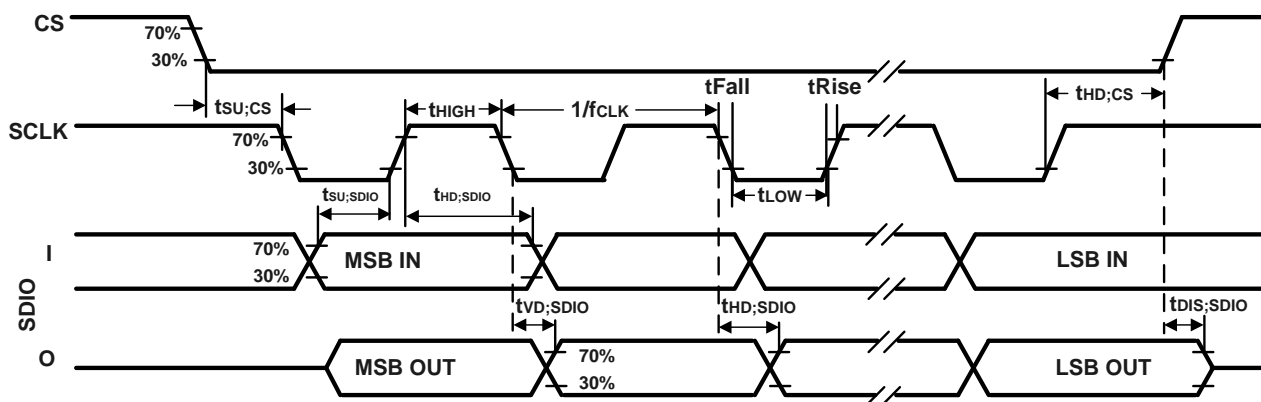 CS
70%
30%
tSU;CS
tHIGH
1/fCLK
tFall
tRise
tHD;CS
SCLK
70%
30%
tLOW
tSU;SDIO
tHD;SDIO
SDIO
I
70%
30%
MSB IN
LSB IN
tVD;SDIO
tHD;SDIO
tDIS;SDIO
O
MSB OUT
70%
30%
LSB OUT